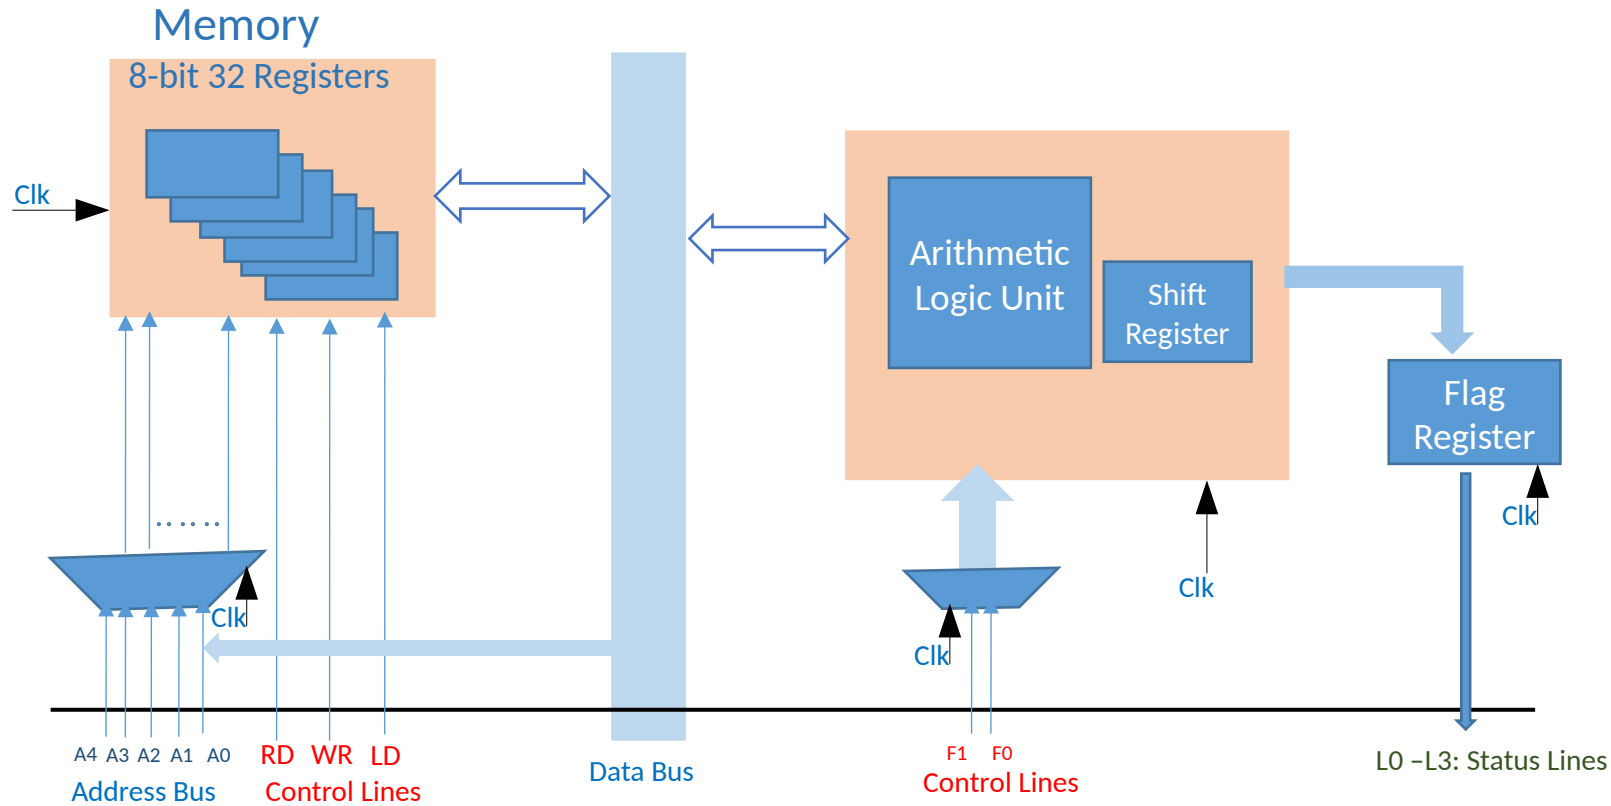 Memory
8-bit 32 Registers
Clk
Arithmetic
Logic Unit
Shift
Register
Flag
Register
Clk
Clk
Clk
Clk
A4 A3 A2 A1 A0
RD WR LD
Address Bus
Control Lines
Data Bus
F1 F0
Control Lines
L0 –L3: Status Lines